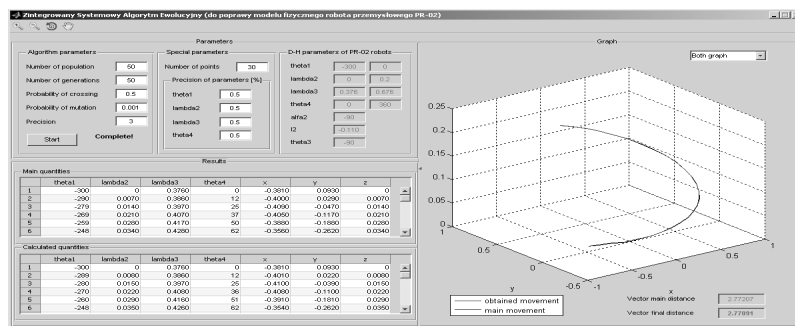 Zintegrowany Systemowy Algorytm Ewolucyjny (do poprawy modelu fizycznego robota przemysłowego PR-02)
Parameters
Algorithm parameters
Number of population 50
Number of generations 50
Probability of crossing 0.5
Probability of mutation 0.001
Precision 3
Start Complete!
Special parameters
Number of points 30
Precision of parameters [%]
theta1 0.5
lambda2 0.5
lambda3 0.5
theta4 0.5
D-H parameters of PR-02 robots
theta1 -300 0
lambda2 0 0.2
lambda3 0.376 0.676
theta4 0 360
alfa2 -90
l2 -0.110
theta3 -90
Results
Main quantities
theta1 lambda2 lambda3 theta4 x y z
1 -300 0 0.3760 0 -0.3810 0.0930 0
2 -290 0.0070 0.3860 12 -0.4000 0.0290 0.0070
3 -279 0.0140 0.3970 25 -0.4090 -0.0470 0.0140
4 -269 0.0210 0.4070 37 -0.4050 -0.1170 0.0210
5 -259 0.0280 0.4170 50 -0.3880 -0.1880 0.0280
6 -248 0.0340 0.4280 62 -0.3560 -0.2620 0.0340
Calculated quantities
theta1 lambda2 lambda3 theta4 x y z
1 -300 0 0.3760 0 -0.3810 0.0930 0
2 -289 0.0080 0.3860 12 -0.4010 0.0220 0.0080
3 -280 0.0150 0.3970 25 -0.4100 -0.0390 0.0150
4 -270 0.0220 0.4080 36 -0.4080 -0.1100 0.0220
5 -260 0.0290 0.4160 51 -0.3910 -0.1810 0.0290
6 -248 0.0350 0.4260 62 -0.3540 -0.2620 0.0350
Graph
Both graph
0.25
0.2
0.15
0.1
0.05
0
1
0.5
0
-0.5
-1
-0.5
0
0.5
1
y
x
obtained movement
main movement
Vector main distance 2.77207
Vector final distance 2.77891